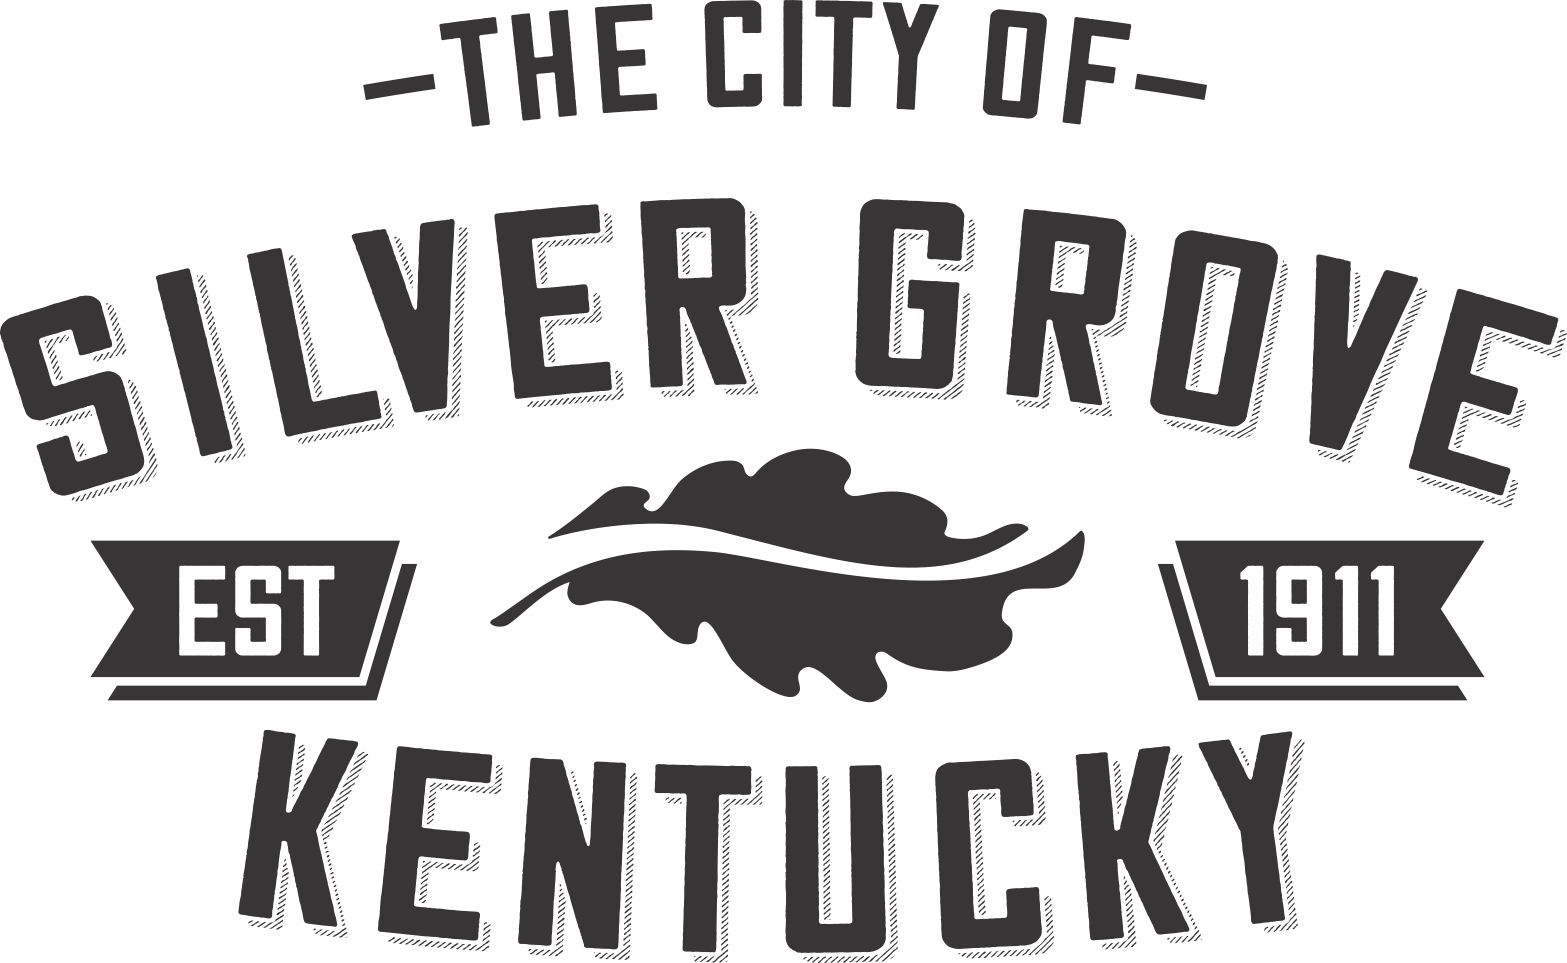 THE CITY OF
SILVER GROVE
EST 1911
KENTUCKY